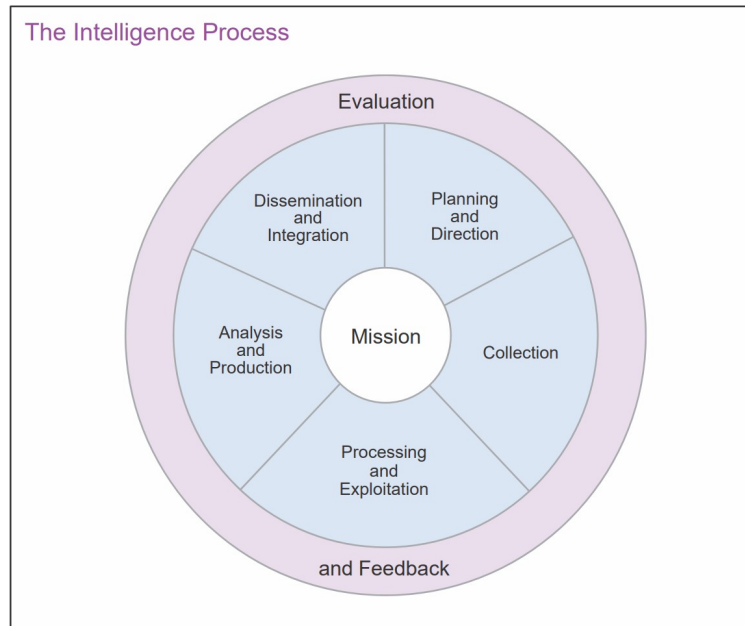 The Intelligence Process
Evaluation
Dissemination
and
Integration
Planning
and
Direction
Analysis
and
Production
Mission
Collection
Processing
and
Exploitation
and Feedback